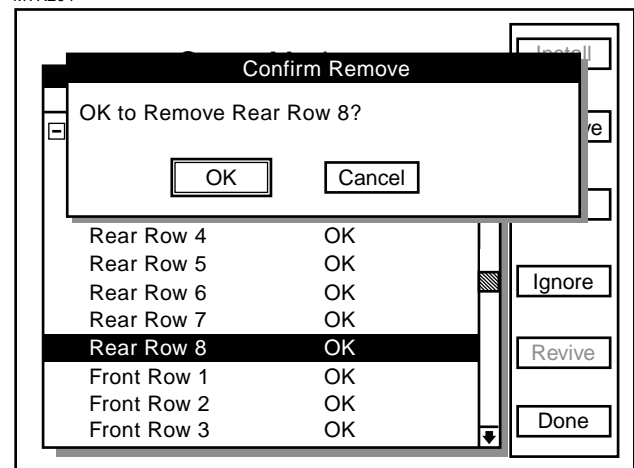 Install
Confirm Remove
OK to Remove Rear Row 8?
OK Cancel
Rear Row 4 OK
Rear Row 5 OK
Rear Row 6 OK
Ignore
Rear Row 7 OK
Rear Row 8 OK
Revive
Front Row 1 OK
Front Row 2 OK
Front Row 3 OK
Done